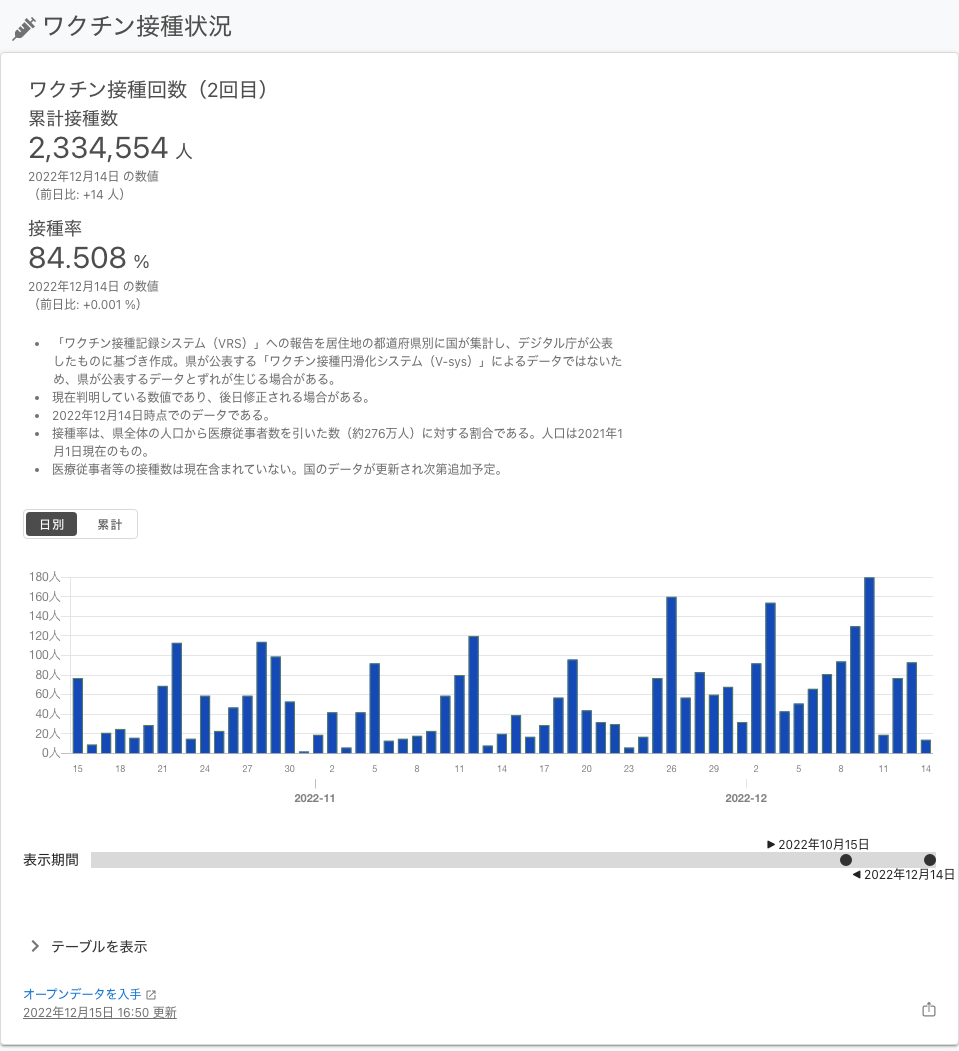 ワクチン接種状況
ワクチン接種回数（2回目）
累計接種数
2,334,554 人
2022年12月14日 の数値
（前日比: +14 人）
接種率
84.508 %
2022年12月14日 の数値
（前日比: +0.001 %）
• 「ワクチン接種記録システム（VRS）」への報告を居住地の都道府県別に国が集計し、デジタル庁が公表
したものに基づき作成。県が公表する「ワクチン接種円滑化システム（V-sys）」によるデータではないた
め、県が公表するデータとずれが生じる場合がある。
• 現在判明している数値であり、後日修正される場合がある。
• 2022年12月14日時点でのデータである。
• 接種率は、県全体の人口から医療従事者数を引いた数（約276万人）に対する割合である。人口は2021年1
月1日現在のもの。
• 医療従事者等の接種数は現在含まれていない。国のデータが更新され次第追加予定。
日別 累計
180人
160人
140人
120人
100人
80人
60人
40人
20人
0人
15 18 21 24 27 30 2 5 8 11 14 17 20 23 26 29 2 5 8 11 14
2022-11 2022-12
▶ 2022年10月15日
表示期間
◀ 2022年12月14日
テーブルを表示
オープンデータを入手
2022年12月15日 16:50 更新